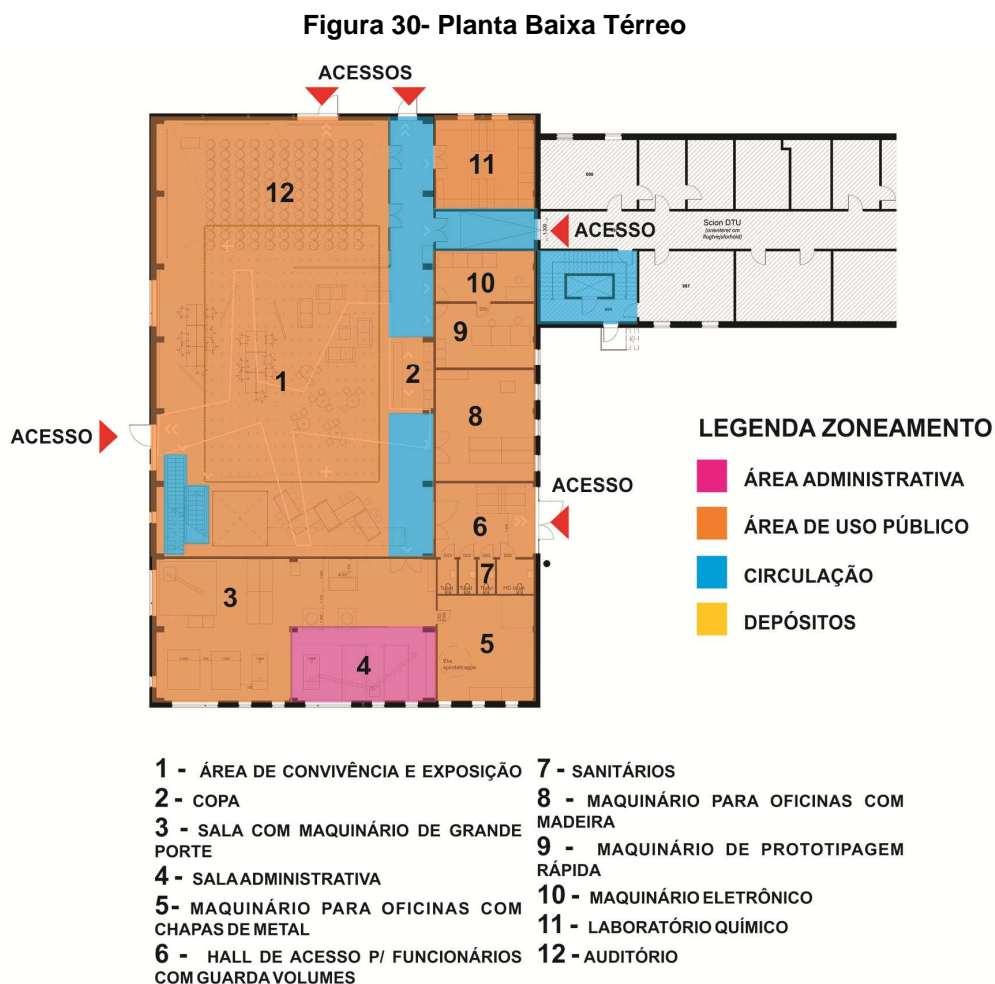 Figura 30- Planta Baixa Térreo
ACESSOS
12
11
ACESSO
Scion DTU
10
9
1
2
8
ACESSO
ACESSO
6
7
3
4
5
LEGENDA ZONEAMENTO
ÁREA ADMINISTRATIVA
ÁREA DE USO PÚBLICO
CIRCULAÇÃO
DEPÓSITOS
1 - ÁREA DE CONVIVÊNCIA E EXPOSIÇÃO
2 - COPA
3 - SALA COM MAQUINÁRIO DE GRANDE
PORTE
4 - SALA ADMINISTRATIVA
5- MAQUINÁRIO PARA OFICINAS COM
CHAPAS DE METAL
6 - HALL DE ACESSO P/ FUNCIONÁRIOS
COM GUARDA VOLUMES
7 - SANITÁRIOS
8 - MAQUINÁRIO PARA OFICINAS COM
MADEIRA
9 - MAQUINÁRIO DE PROTOTIPAGEM
RÁPIDA
10 - MAQUINÁRIO ELETRÔNICO
11 - LABORATÓRIO QUÍMICO
12 - AUDITÓRIO